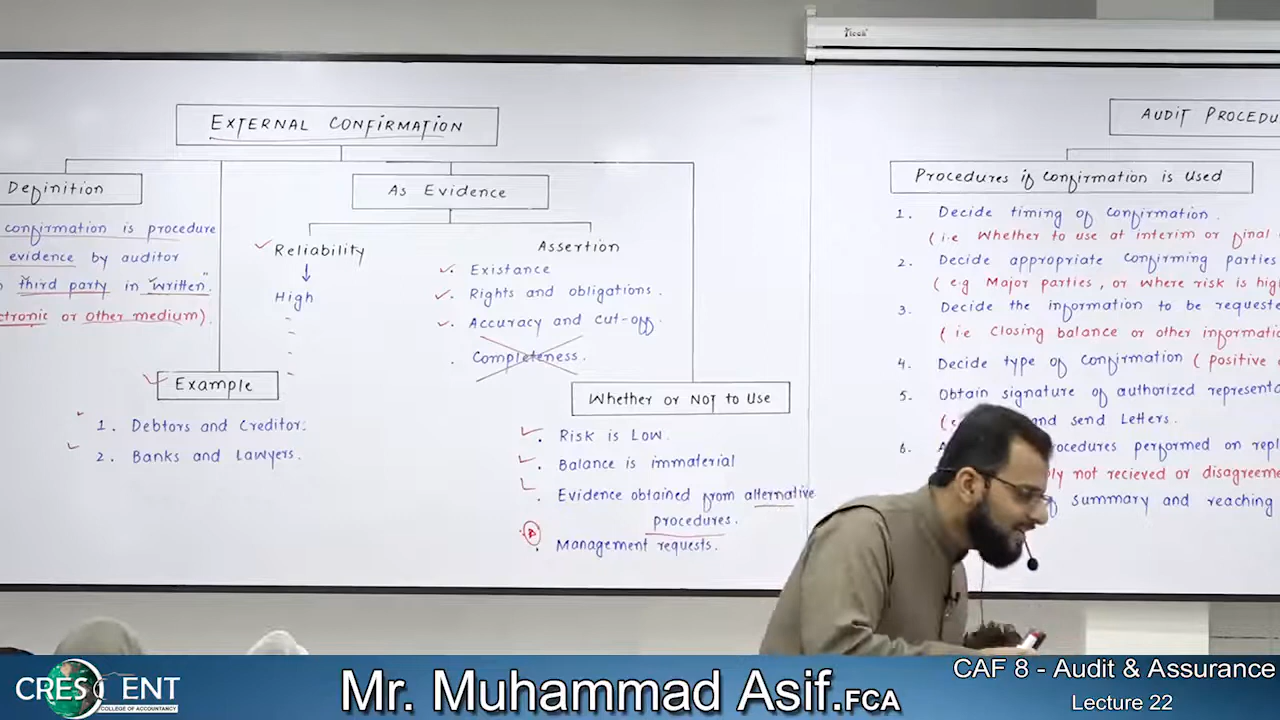 EXTERNAL CONFIRMATION
Definition
confirmation is procedure
evidence by auditor
third party in "written".
or other medium).
Example
1. Debtors and Creditor.
2. Banks and Lawyers.
As Evidence
Reliability
High
Assertion
Existance
Rights and obligations.
Accuracy and cut-off.
Completeness.
Whether or Not to Use
Risk is Low.
Balance is immaterial
Evidence obtained from alternative
procedures.
Management requests.
AUDIT PROCEDU
Procedures if Confirmation is Used
1. Decide timing of confirmation.
(i.e Whether to use at interim or final
2. Decide appropriate confirming parties
(e.g Major parties, or where risk is hig
3. Decide the information to be requeste
(i.e Closing balance or other informatio
4. Decide type of confirmation (positive
5. Obtain signature of authorized represent
and send Letters.
6. procedures performed on repl
not recieved or disagreeme
summary and reaching
CRESCENT
COLLEGE OF ACCOUNTANCY
Mr. Muhammad Asif.FCA
CAF 8 - Audit & Assurance
Lecture 22